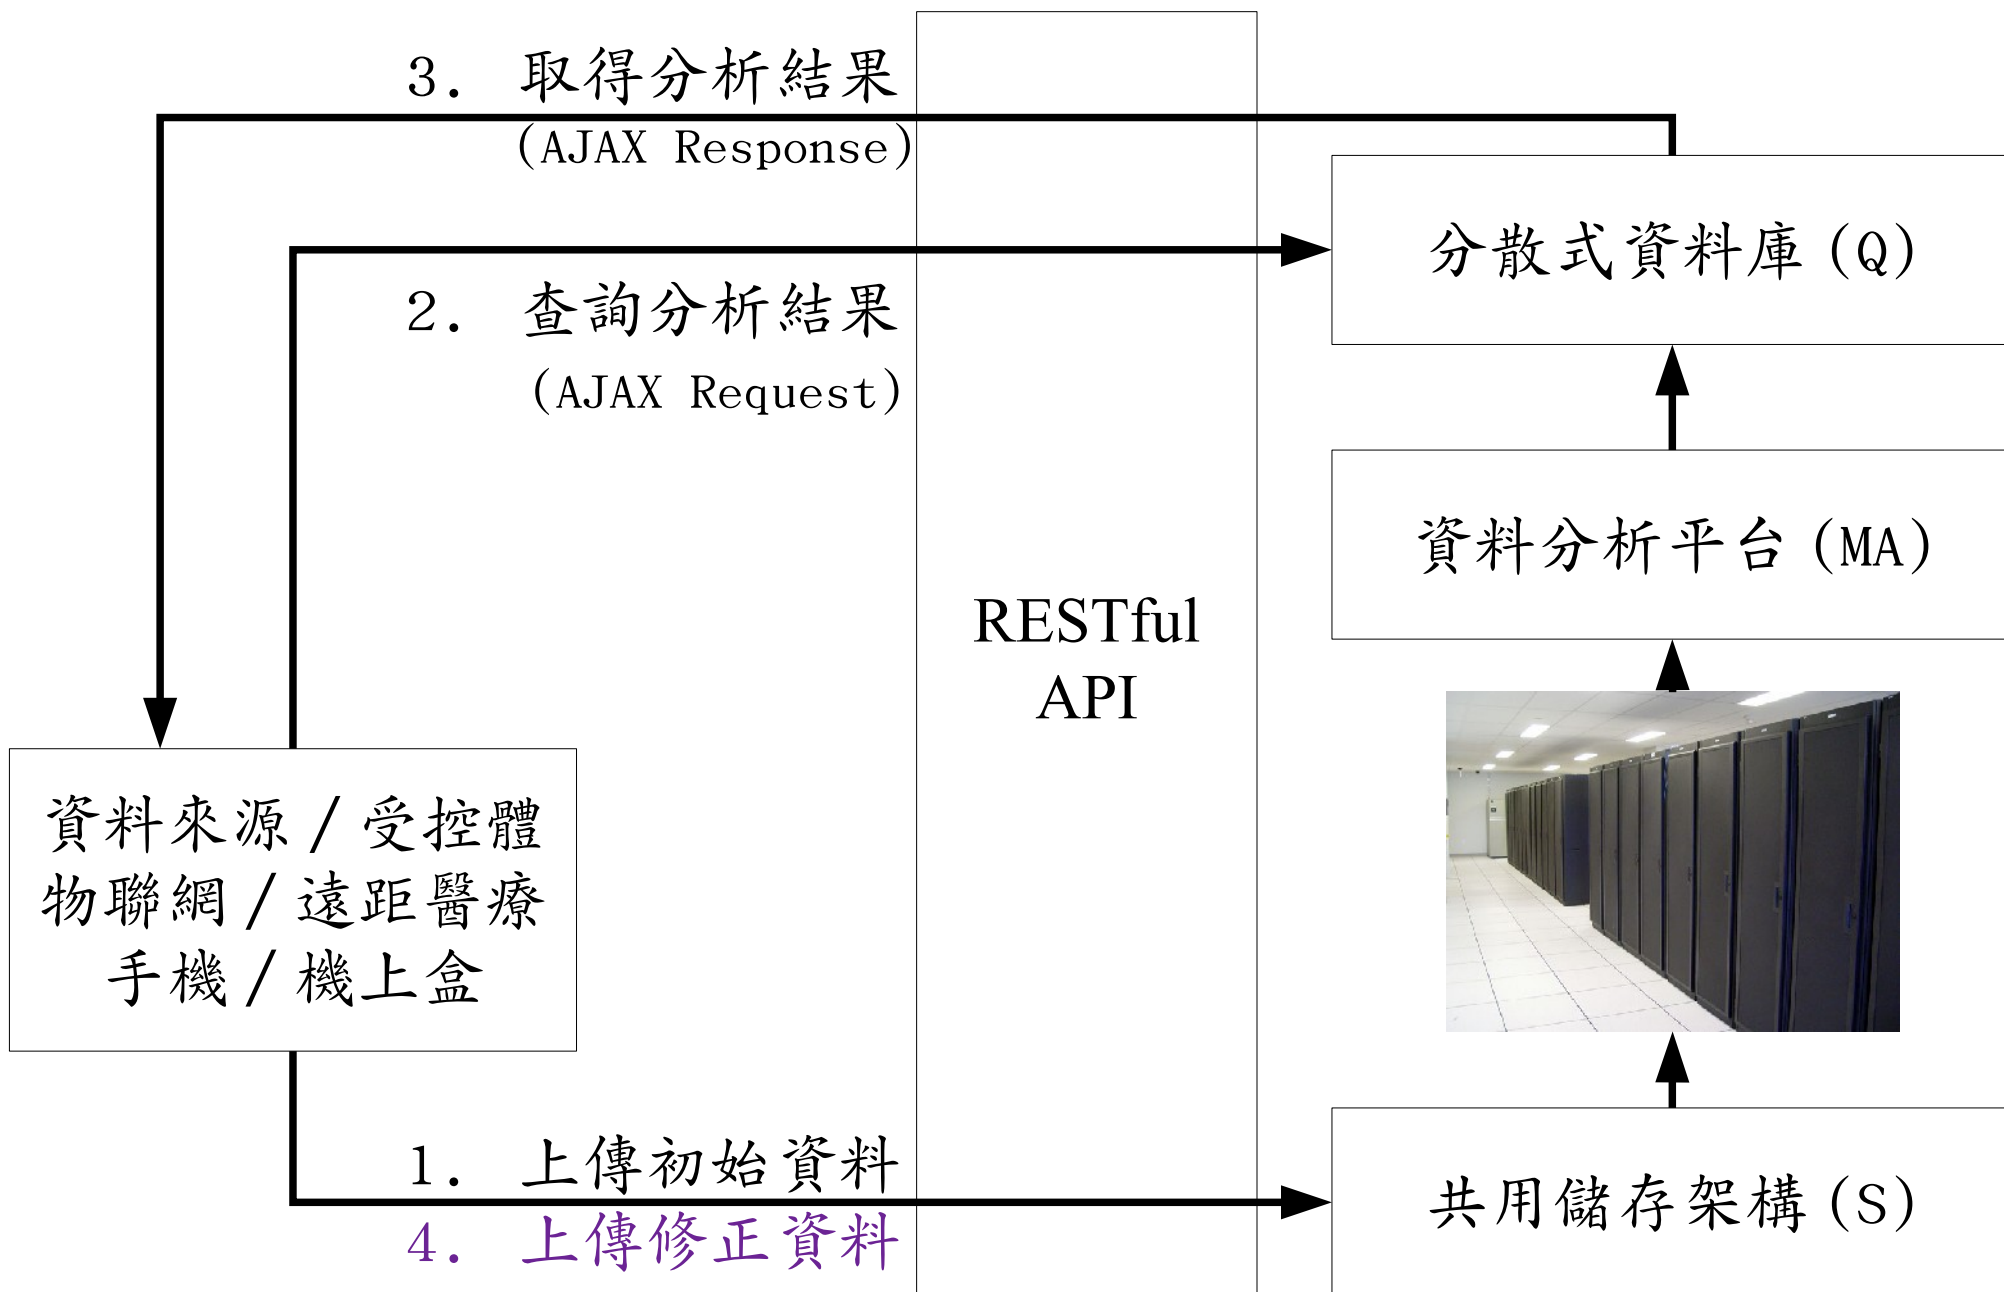 3. 取得分析結果
(AJAX Response)
分散式資料庫(Q)
2. 查詢分析結果
(AJAX Request)
資料分析平台(MA)
RESTful
API
資料來源/受控體
物聯網/遠距醫療
手機/機上盒
1. 上傳初始資料
共用儲存架構(S)
4. 上傳修正資料